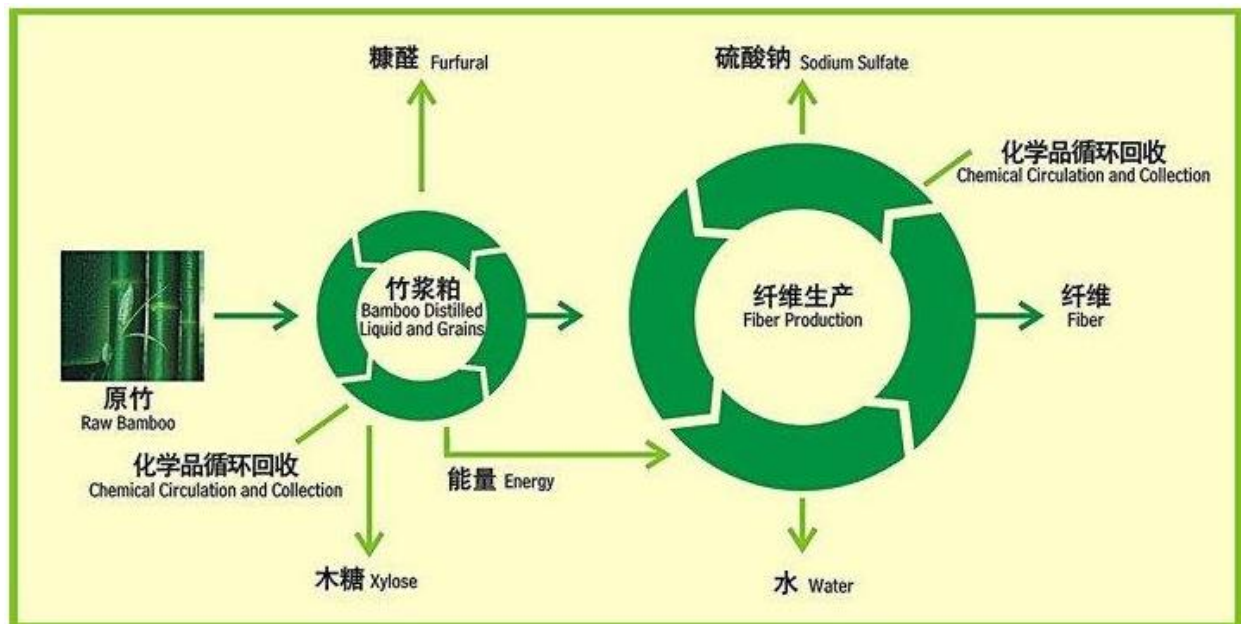 糠醛 Furfural
硫酸钠 Sodium Sulfate
化学品循环回收
Chemical Circulation and Collection
竹浆粕
Bamboo Distilled
Liquid and Grains
纤维生产
Fiber Production
纤维
Fiber
原竹
Raw Bamboo
化学品循环回收
Chemical Circulation and Collection
能量 Energy
木糖 Xylose
水 Water